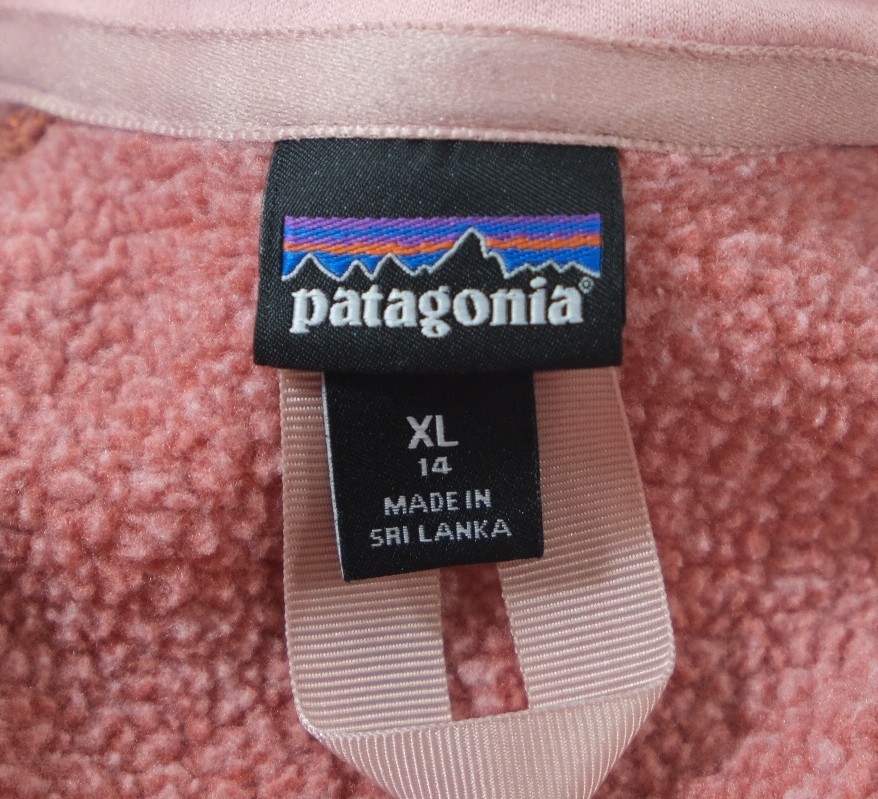 patagonia®
XL
14
MADE IN
SRI LANKA